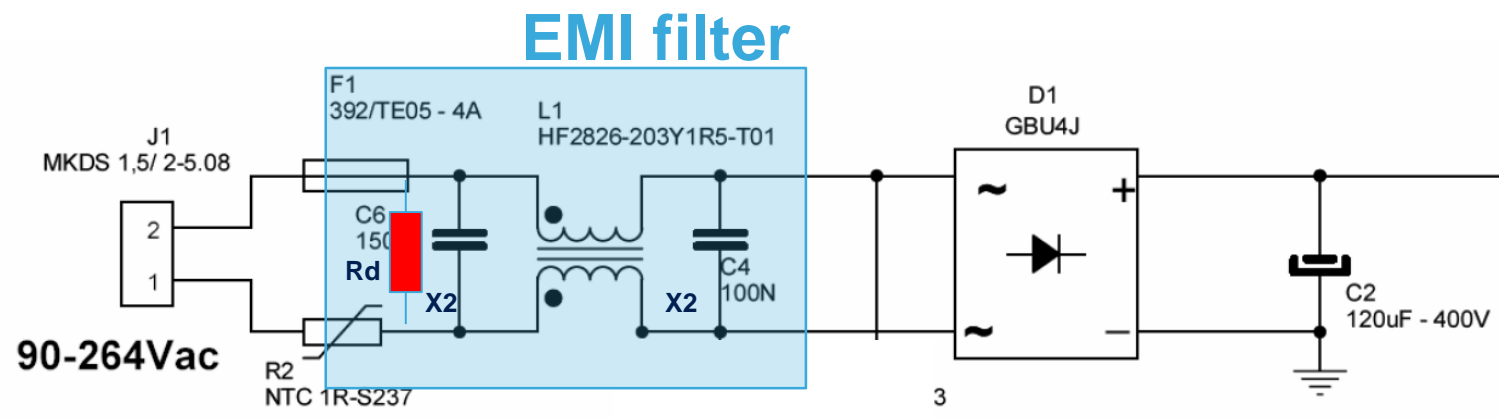 EMI filter
F1
392/TE05 - 4A
L1
HF2826-203Y1R5-T01
D1
GBU4J
J1
MKDS 1,5/ 2-5.08
2
1
C6
150
Rd
X2
X2
C4
100N
~
~
+
−
C2
120uF - 400V
90-264Vac
R2
NTC 1R-S237
3